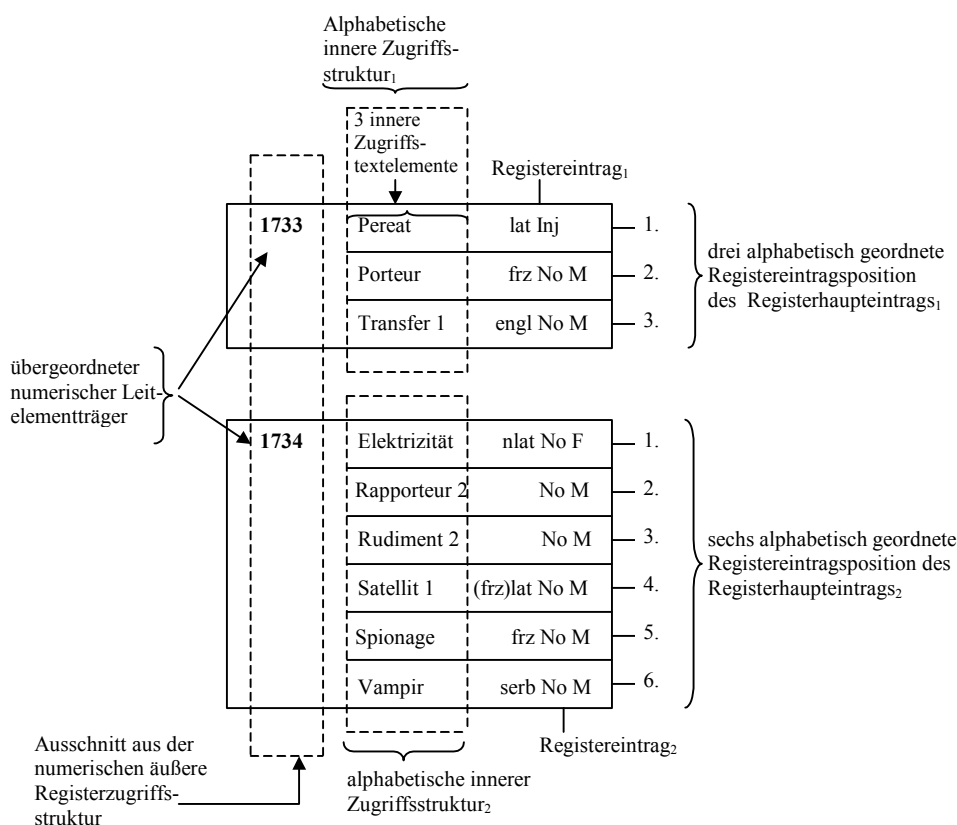 Alphabetische
innere Zugriffs-
struktur₁
3 innere
Zugriffs-
textelemente
Registereintrag₁
1733 Pereat lat Inj 1.
Porteur frz No M 2.
Transfer 1 engl No M 3.
drei alphabetisch geordnete
Registereintragsposition
des Registerhaupteintrags₁
übergeordneter
numerischer Leit-
elementträger
1734 Elektrizität nlat No F 1.
Rapporteur 2 No M 2.
Rudiment 2 No M 3.
Satellit 1 (frz)lat No M 4.
Spionage frz No M 5.
Vampir serb No M 6.
sechs alphabetisch geordnete
Registereintragsposition des
Registerhaupteintrags₂
Registereintrag₂
Ausschnitt aus der
numerischen äußere
Registerzugriffs-
struktur
alphabetische innerer
Zugriffsstruktur₂